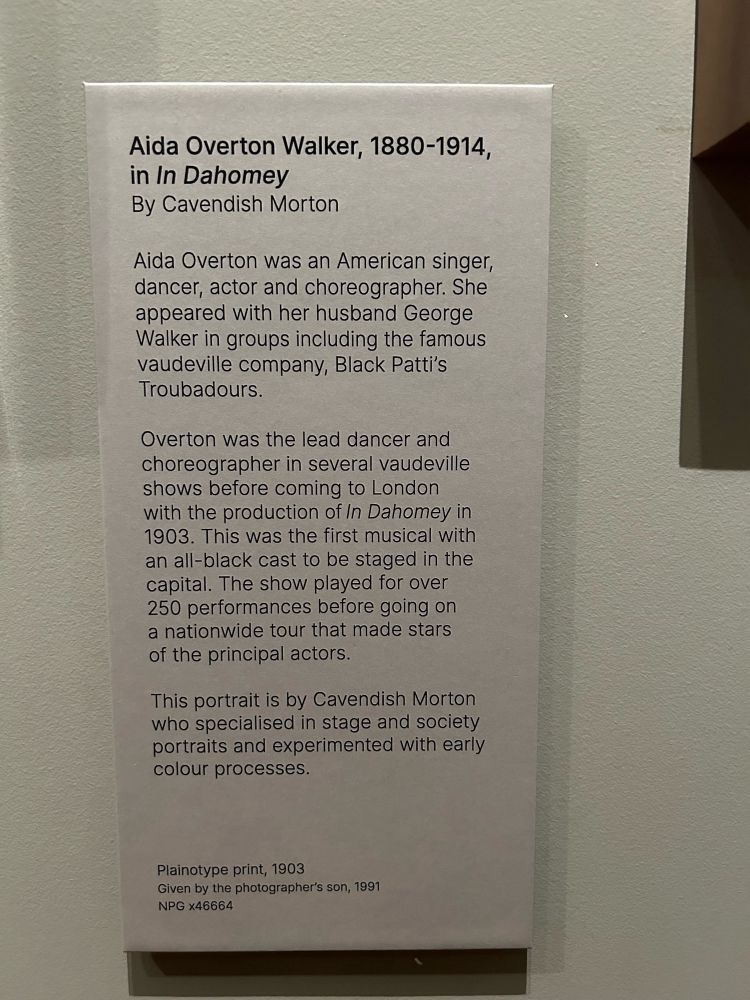 Aida Overton Walker, 1880-1914,
in In Dahomey
By Cavendish Morton
Aida Overton was an American singer,
dancer, actor and choreographer. She
appeared with her husband George
Walker in groups including the famous
vaudeville company, Black Patti's
Troubadours.
Overton was the lead dancer and
choreographer in several vaudeville
shows before coming to London
with the production of In Dahomey in
1903. This was the first musical with
an all-black cast to be staged in the
capital. The show played for over
250 performances before going on
a nationwide tour that made stars
of the principal actors.
This portrait is by Cavendish Morton
who specialised in stage and society
portraits and experimented with early
colour processes.
Plainotype print, 1903
Given by the photographer's son, 1991
NPG x46664